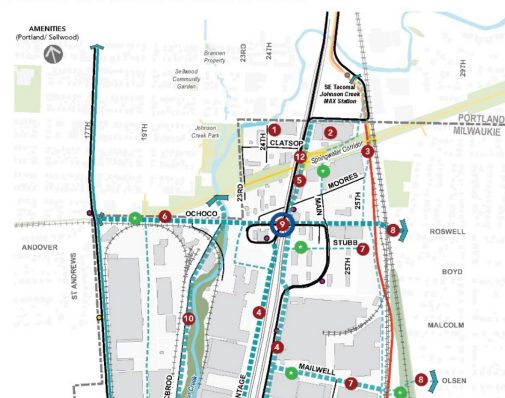 AMENITIES
(Portland/ Sellwood)
Brannen
Property
Sellwood
Community
Garden
23RD
24TH
29TH
SE Tacoma/
Johnson Creek
MAX Station
17TH
19TH
Johnson
Creek Park
PORTLAND
MILWAUKIE
1
2
24TH
CLATSOP
12
Springwater Corridor
3
5
MOORES
23RD
MAIN
25TH
6
OCHOCO
9
8
ROSWELL
ANDOVER
STUBB
7
ST ANDREWS
25TH
BOYD
10
4
MALCOLM
4
MAILWELL
7
8
OLSEN